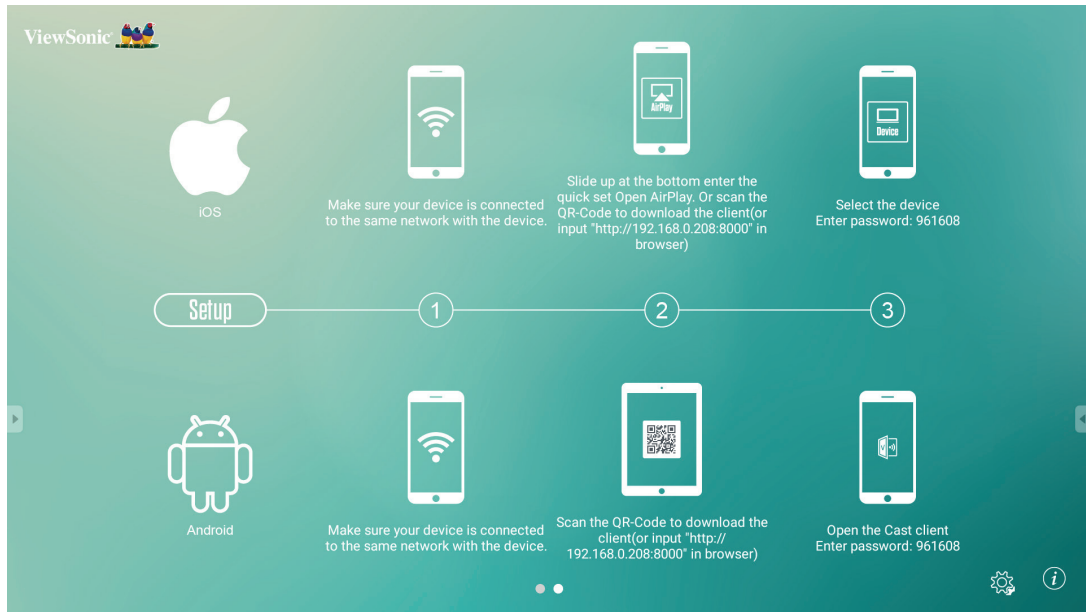 ViewSonic
AirPlay
Device
iOS
Make sure your device is connected
to the same network with the device.
Slide up at the bottom enter the
quick set Open AirPlay. Or scan the
QR-Code to download the client(or
input "http://192.168.0.208:8000" in
browser)
Select the device
Enter password: 961608
Setup
1
2
3
Android
Make sure your device is connected
to the same network with the device.
Scan the QR-Code to download the
client(or input "http://
192.168.0.208:8000" in browser)
Open the Cast client
Enter password: 961608
i